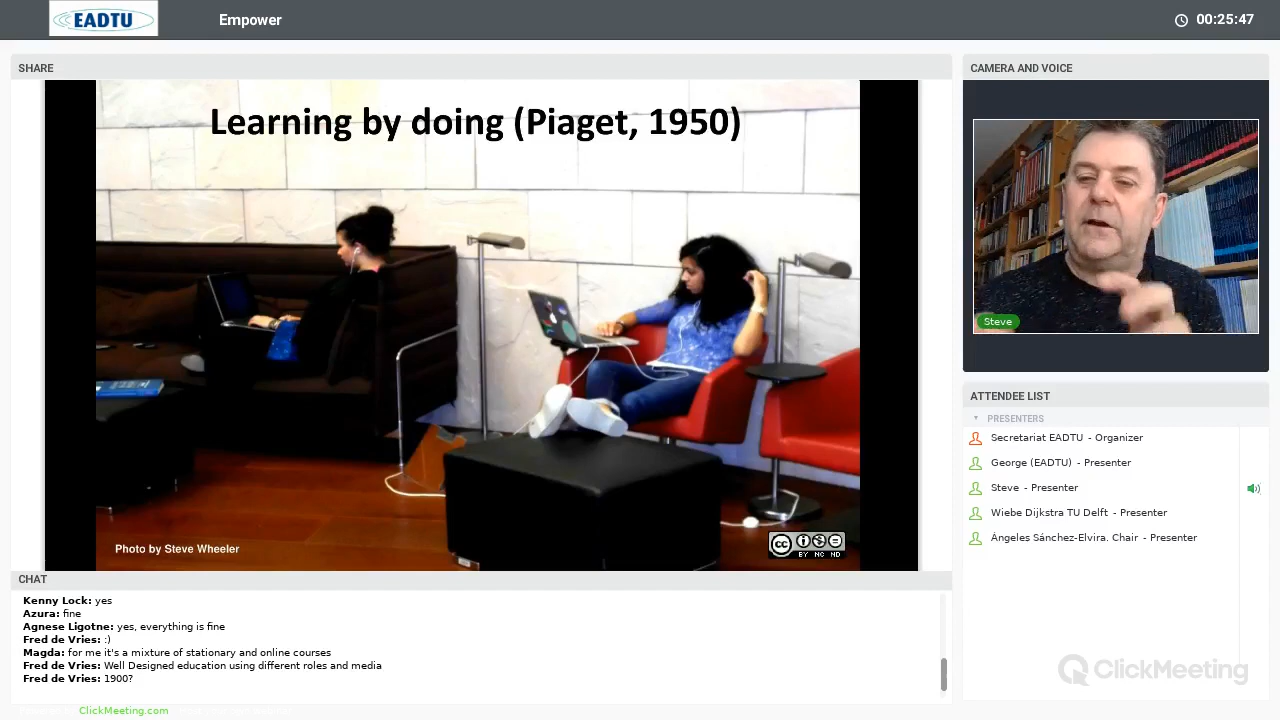 EADTU
Empower
00:25:47
SHARE
Learning by doing (Piaget, 1950)
Photo by Steve Wheeler
cc
BY NC ND
CHAT
Kenny Lock: yes
Azura: fine
Agnese Ligotne: yes, everything is fine
Fred de Vries: :)
Magda: for me it's a mixture of stationary and online courses
Fred de Vries: Well Designed education using different roles and media
Fred de Vries: 1900?
ClickMeeting.com
CAMERA AND VOICE
Steve
ATTENDEE LIST
PRESENTERS
Secretariat EADTU - Organizer
George (EADTU) - Presenter
Steve - Presenter
Wiebe Dijkstra TU Delft - Presenter
Ángeles Sánchez-Elvira. Chair - Presenter
ClickMeeting